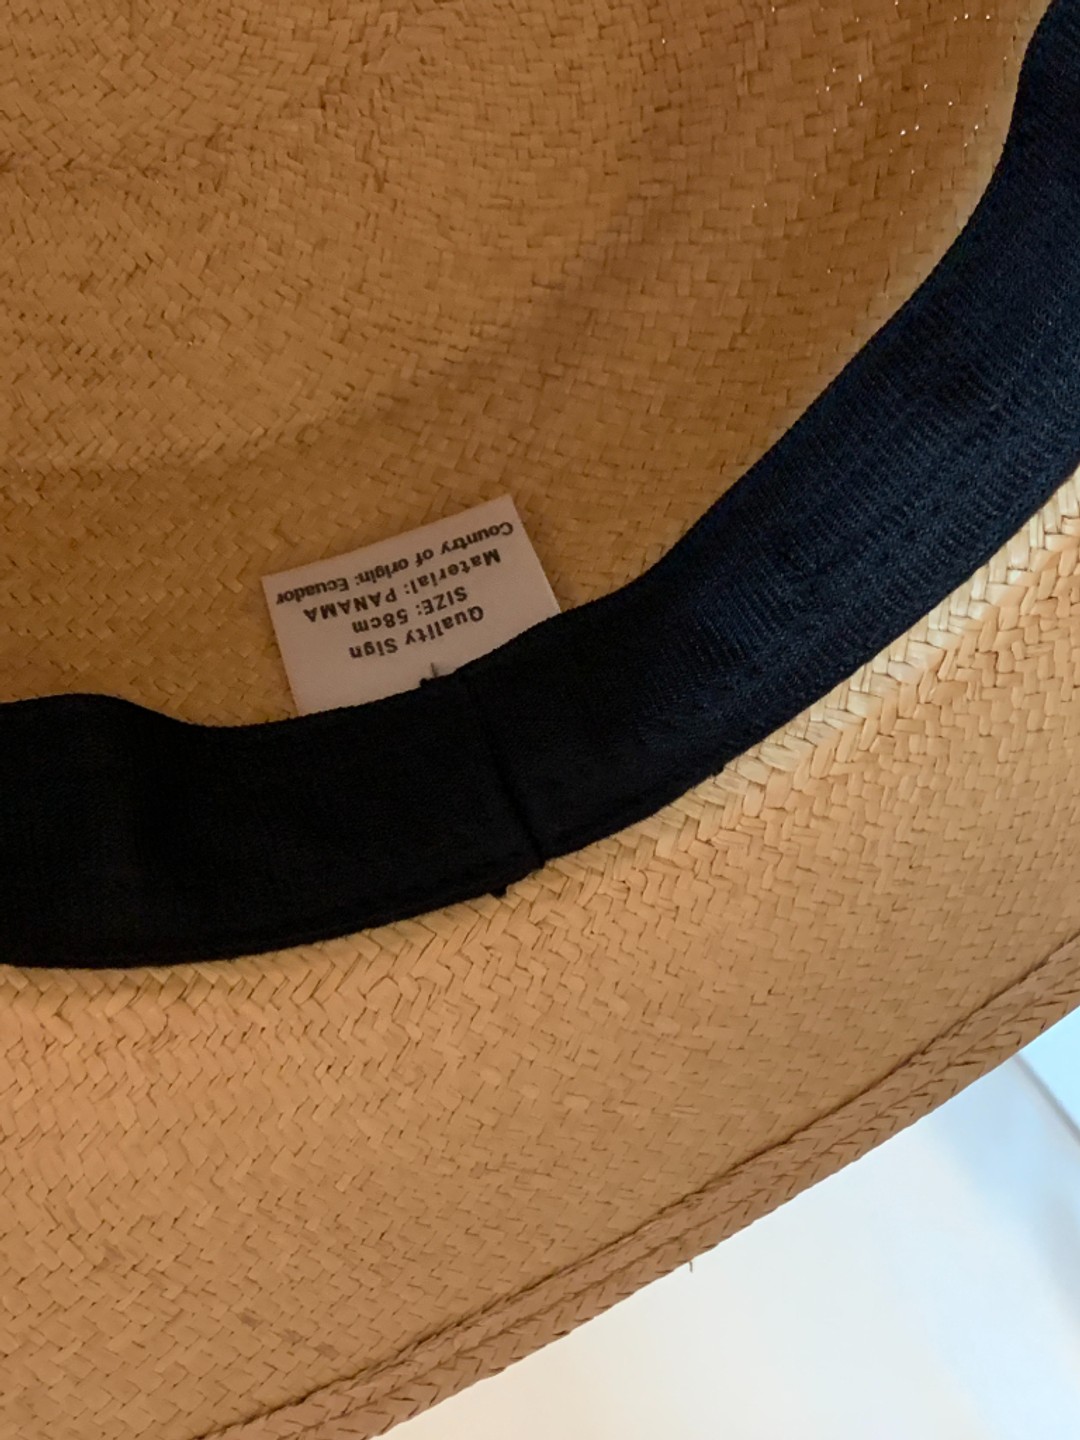 Quality Sign
SIZE: 58cm
Material: PANAMA
Country of origin: Ecuador